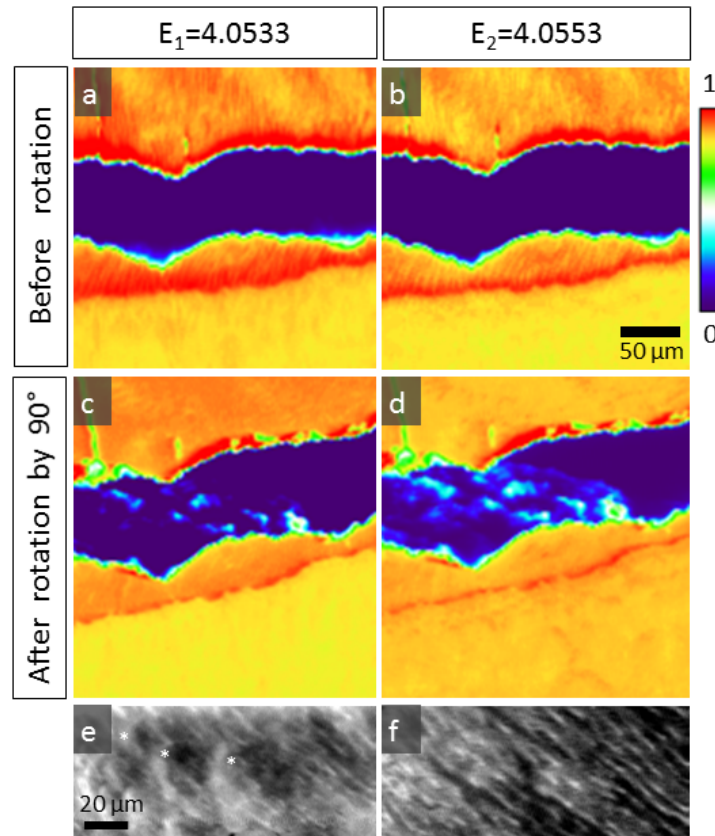 E₁=4.0533
E₂=4.0553
Before rotation
a
b
1
0
50 µm
After rotation by 90°
c
d
e
f
*
*
*
20 µm